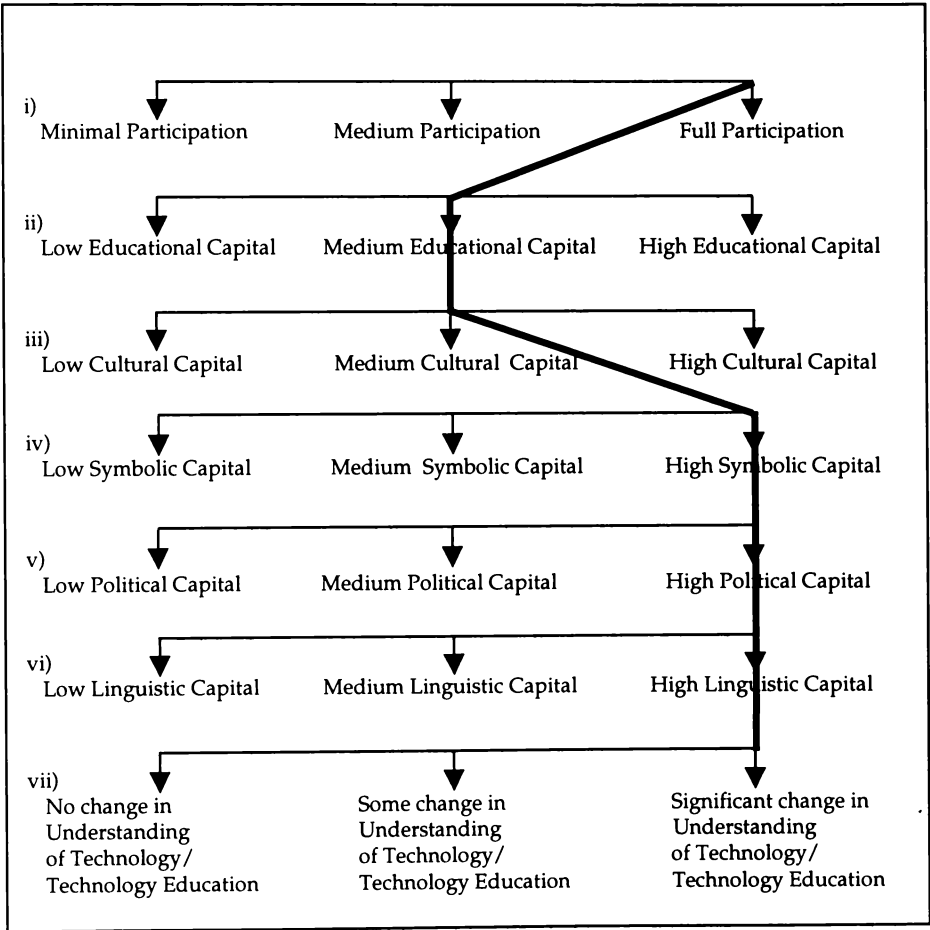 i)
Minimal Participation Medium Participation Full Participation
ii)
Low Educational Capital Medium Educational Capital High Educational Capital
iii)
Low Cultural Capital Medium Cultural Capital High Cultural Capital
iv)
Low Symbolic Capital Medium Symbolic Capital High Symbolic Capital
v)
Low Political Capital Medium Political Capital High Political Capital
vi)
Low Linguistic Capital Medium Linguistic Capital High Linguistic Capital
vii)
No change in
Understanding
of Technology/
Technology Education
Some change in
Understanding
of Technology/
Technology Education
Significant change in
Understanding
of Technology/
Technology Education